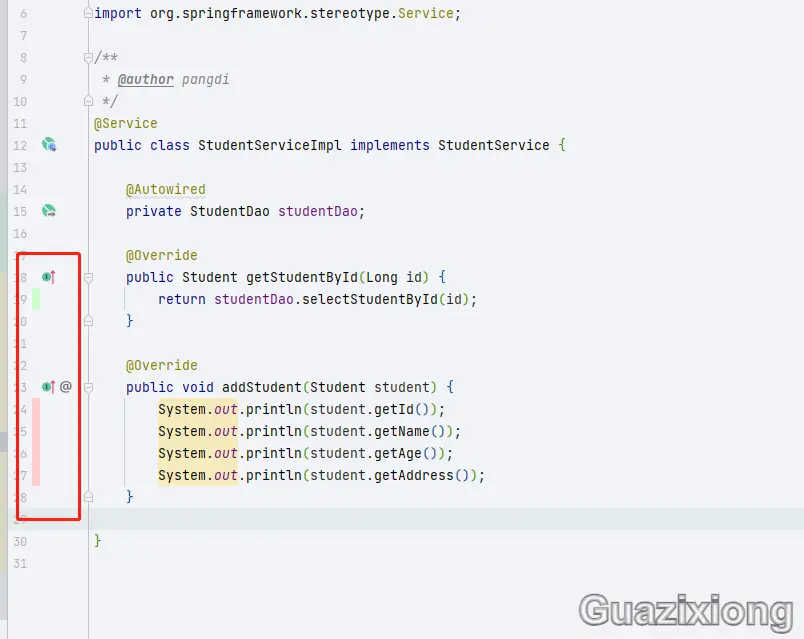 6 import org.springframework.stereotype.Service;
7
8 /**
9  * @author pangdi
10  */
11 @Service
12 public class StudentServiceImpl implements StudentService {
13
14     @Autowired
15     private StudentDao studentDao;
16
17     @Override
18     public Student getStudentById(Long id) {
19         return studentDao.selectStudentById(id);
20     }
21
22     @Override
23 @ public void addStudent(Student student) {
24         System.out.println(student.getId());
25         System.out.println(student.getName());
26         System.out.println(student.getAge());
27         System.out.println(student.getAddress());
28     }
29
30 }
31
Guazixiong